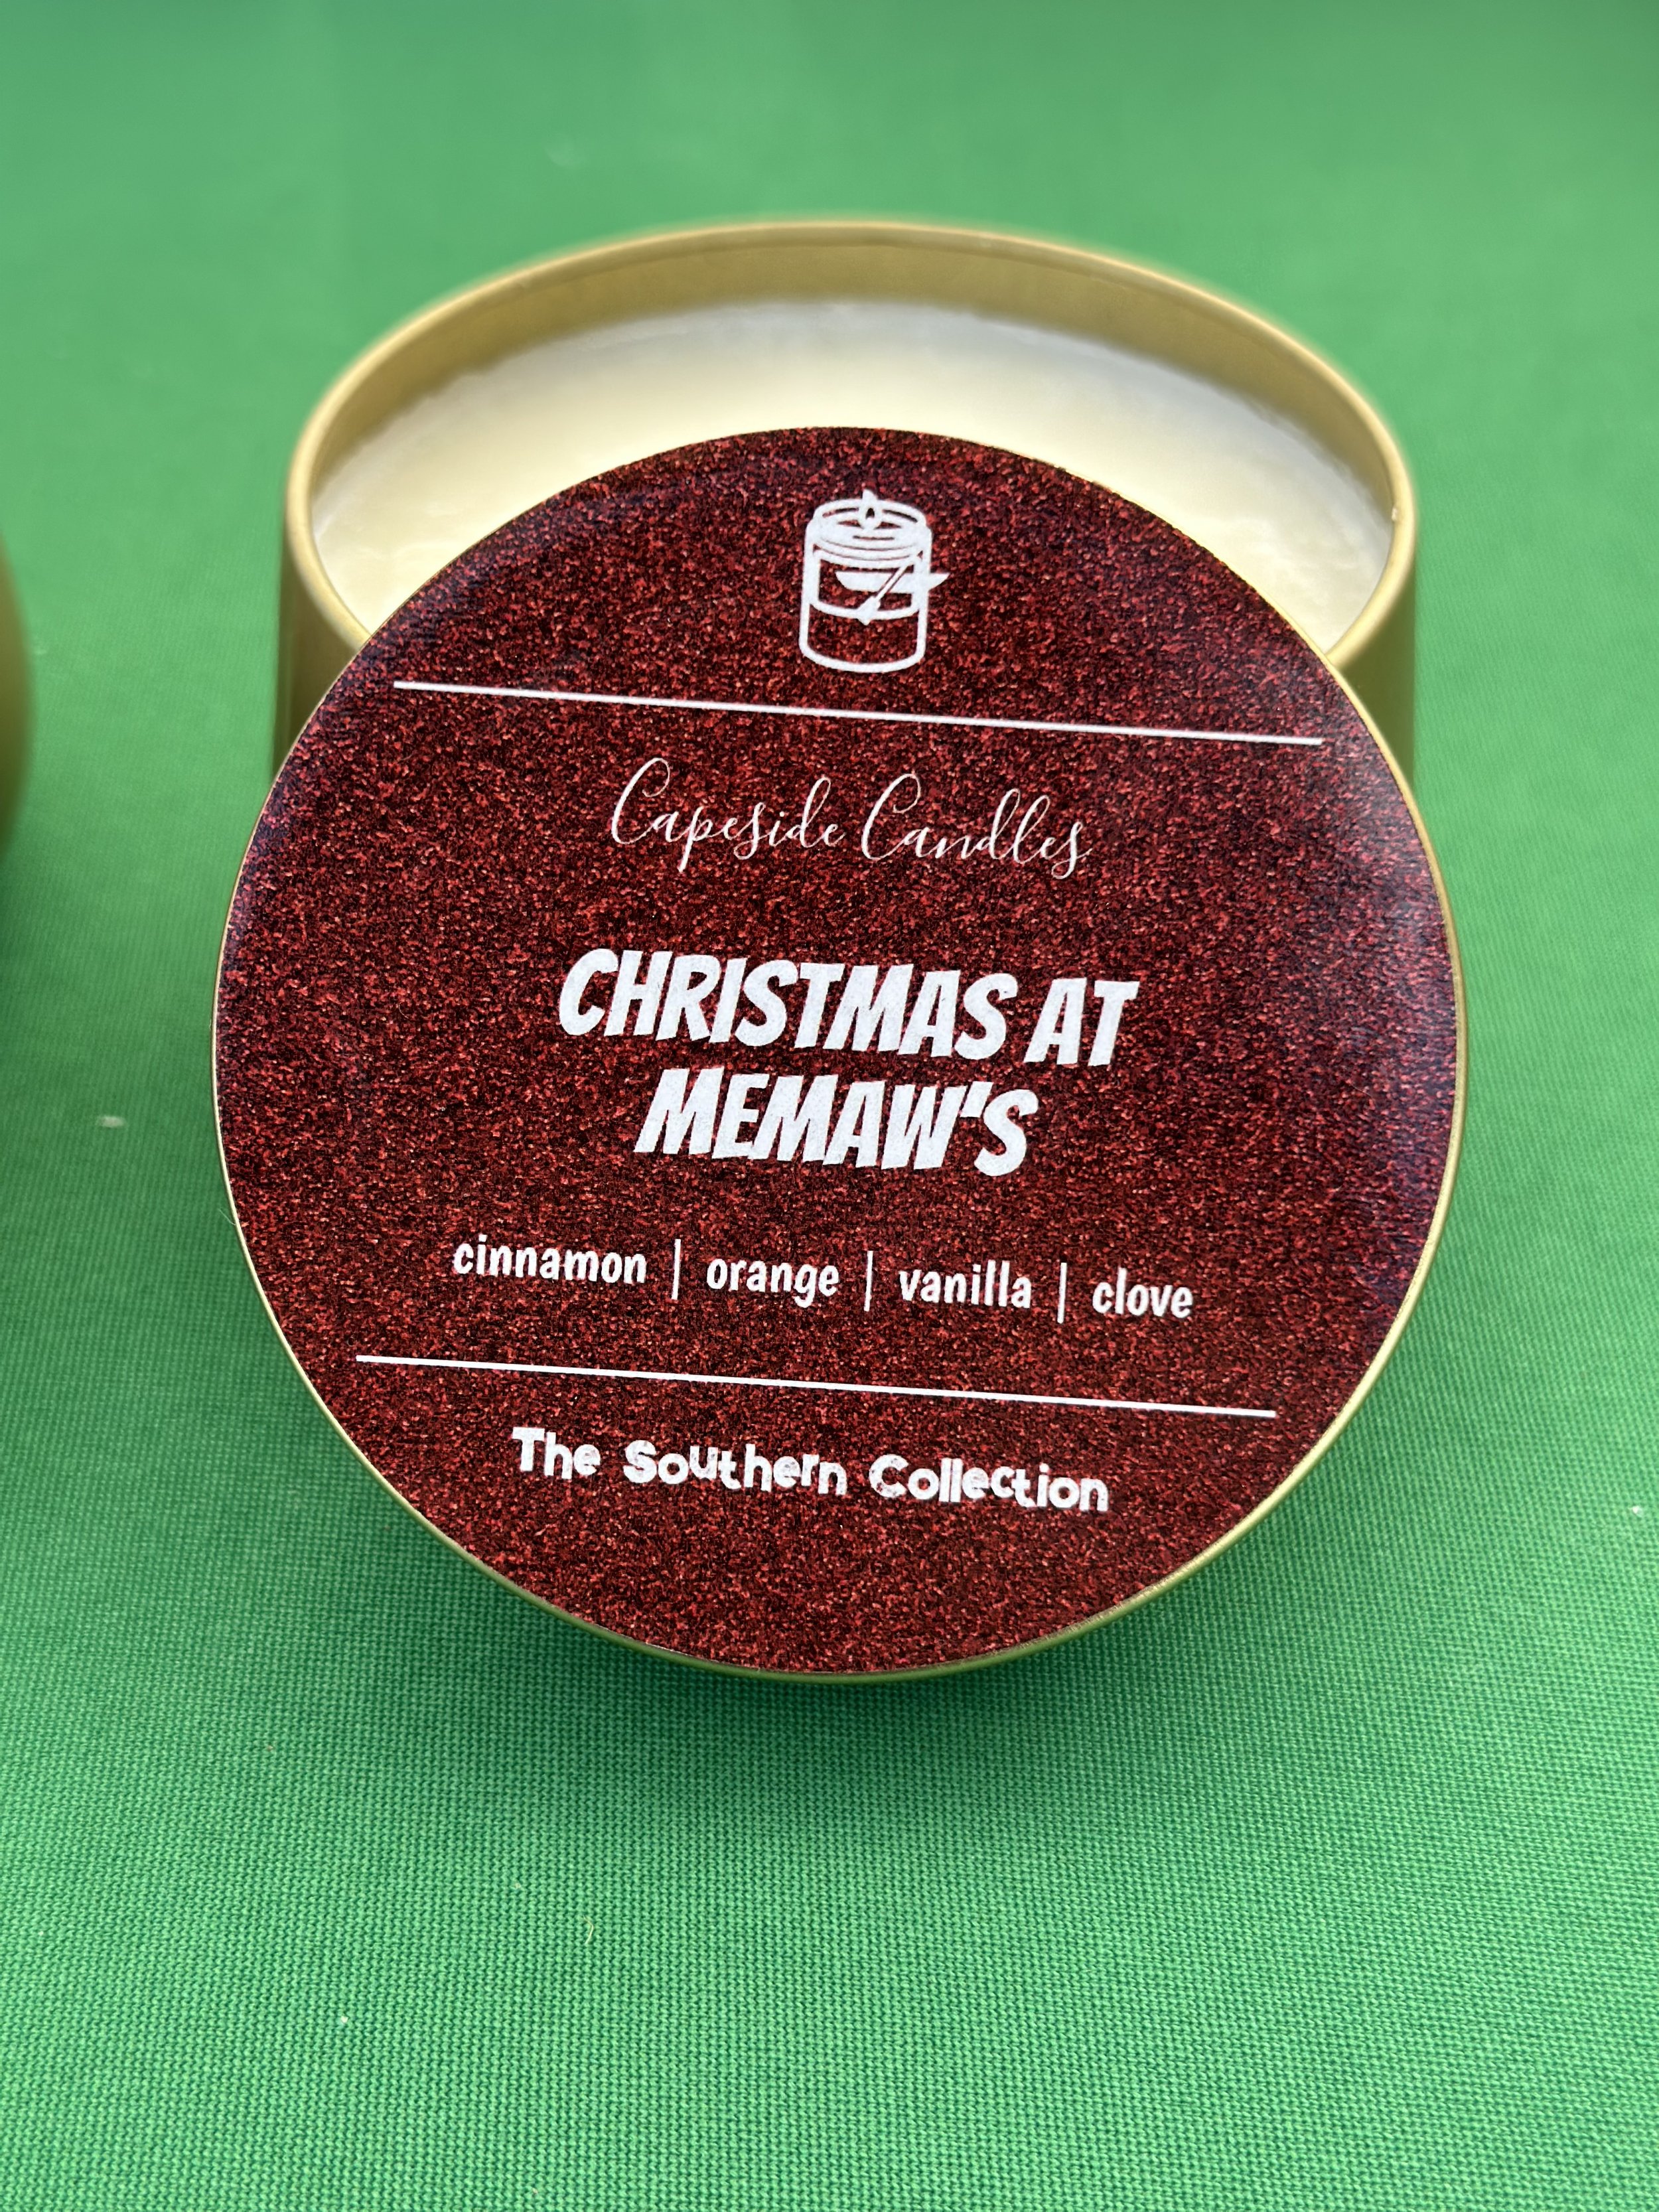 Capeside Candles
CHRISTMAS AT
MEMAW'S
cinnamon | orange | vanilla | clove
The Southern Collection